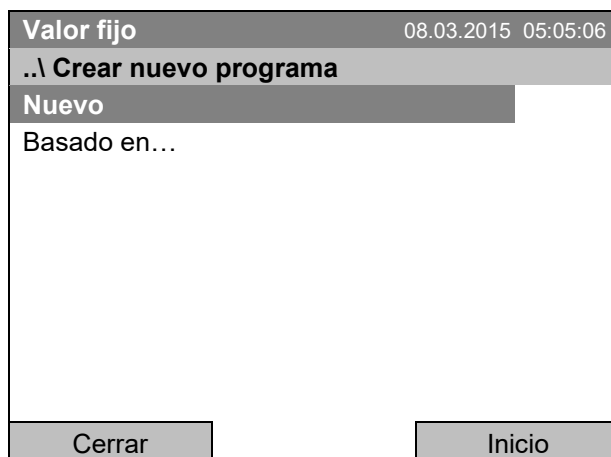 Valor fijo 08.03.2015 05:05:06
..\ Crear nuevo programa
Nuevo
Basado en…
Cerrar Inicio